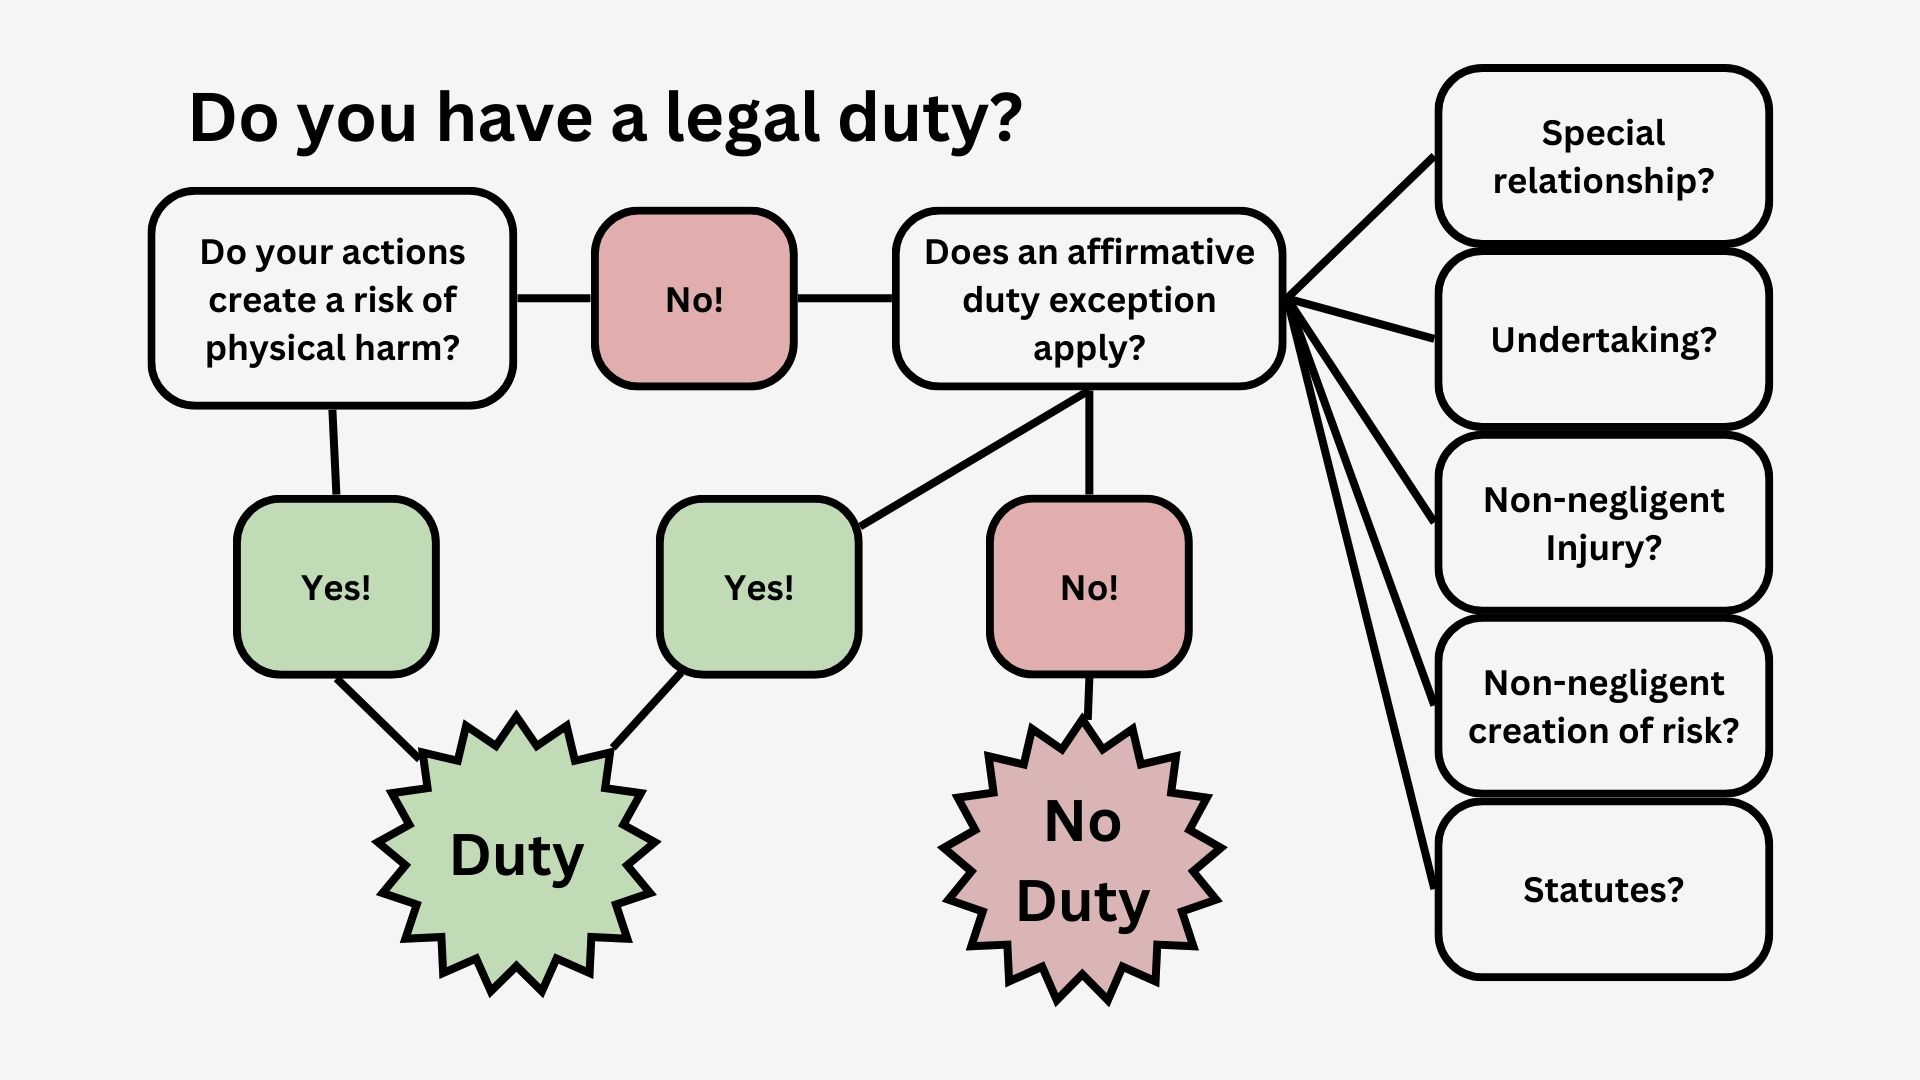 Do you have a legal duty?
Do your actions
create a risk of
physical harm?
No!
Does an affirmative
duty exception
apply?
Special
relationship?
Undertaking?
Non-negligent
Injury?
Non-negligent
creation of risk?
Statutes?
Yes!
Yes!
No!
Duty
No
Duty